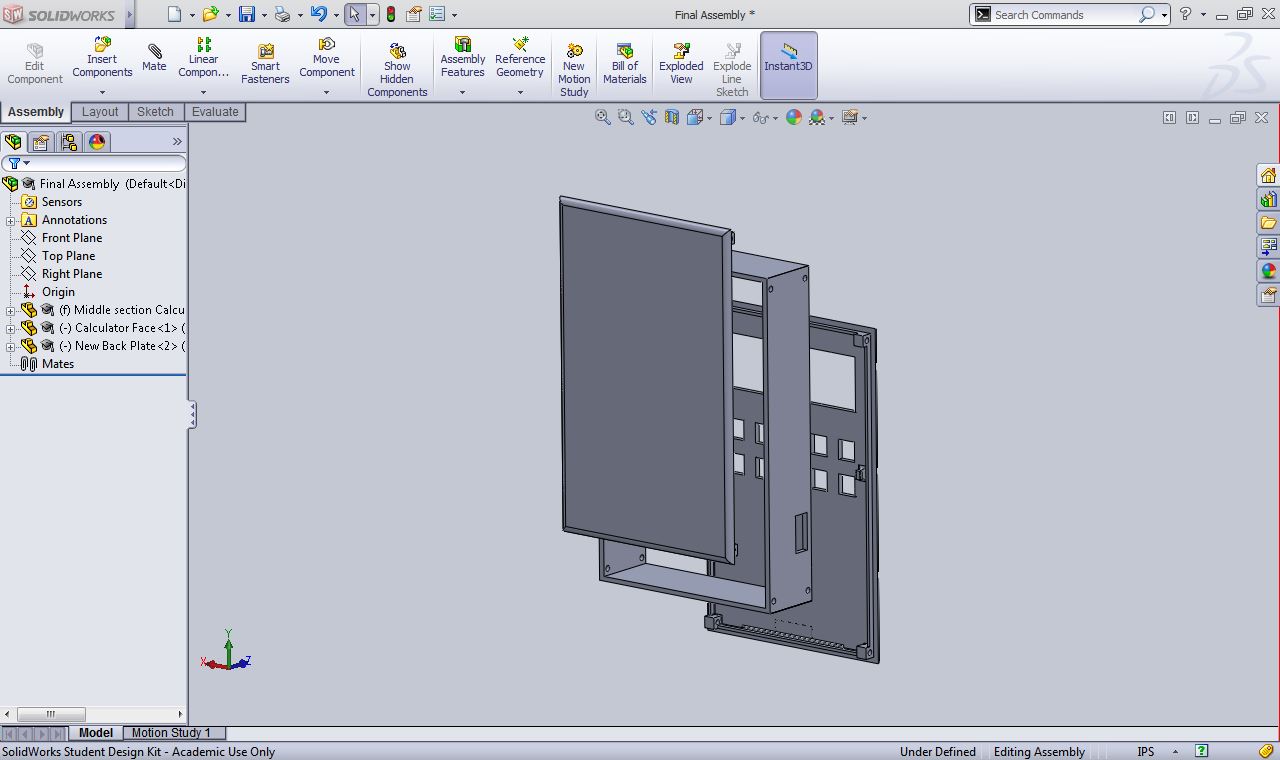 SOLIDWORKS
Final Assembly *
Search Commands
Edit
Component
Insert
Components
Mate
Linear
Compon...
Smart
Fasteners
Move
Component
Show
Hidden
Components
Assembly
Features
Reference
Geometry
New
Motion
Study
Bill of
Materials
Exploded
View
Explode
Line
Sketch
Instant3D
Assembly
Layout
Sketch
Evaluate
Final Assembly (Default<Di
Sensors
Annotations
Front Plane
Top Plane
Right Plane
Origin
(f) Middle section Calcu
(-) Calculator Face<1> (
(-) New Back Plate<2> (
Mates
Y
X
Z
Model
Motion Study 1
SolidWorks Student Design Kit - Academic Use Only
Under Defined
Editing Assembly
IPS